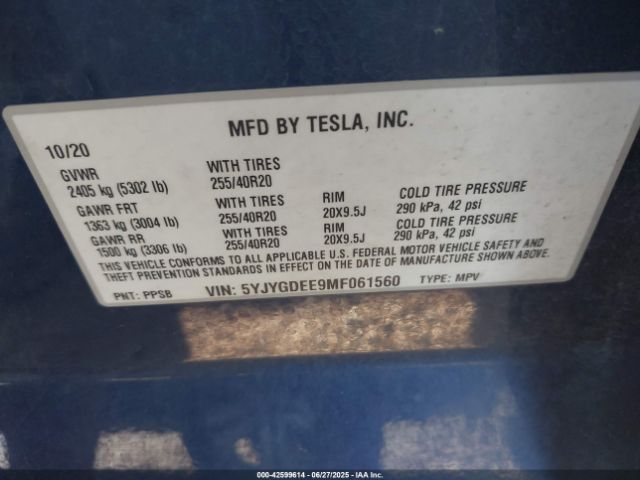 MFD BY TESLA, INC.
10/20
GVWR
2405 kg (5302 lb)
WITH TIRES
255/40R20
GAWR FRT
1363 kg (3004 lb)
WITH TIRES
255/40R20
RIM
20X9.5J
COLD TIRE PRESSURE
290 kPa, 42 psi
GAWR RR
1500 kg (3306 lb)
WITH TIRES
255/40R20
RIM
20X9.5J
COLD TIRE PRESSURE
290 kPa, 42 psi
THIS VEHICLE CONFORMS TO ALL APPLICABLE U.S. FEDERAL MOTOR VEHICLE SAFETY AND
THEFT PREVENTION STANDARDS IN EFFECT ON THE DATE OF MANUFACTURE SHOWN ABOVE.
PNT: PPSB
VIN: 5YJYGDEE9MF061560
TYPE: MPV
000-42599614 - 06/27/2025 - IAA Inc.